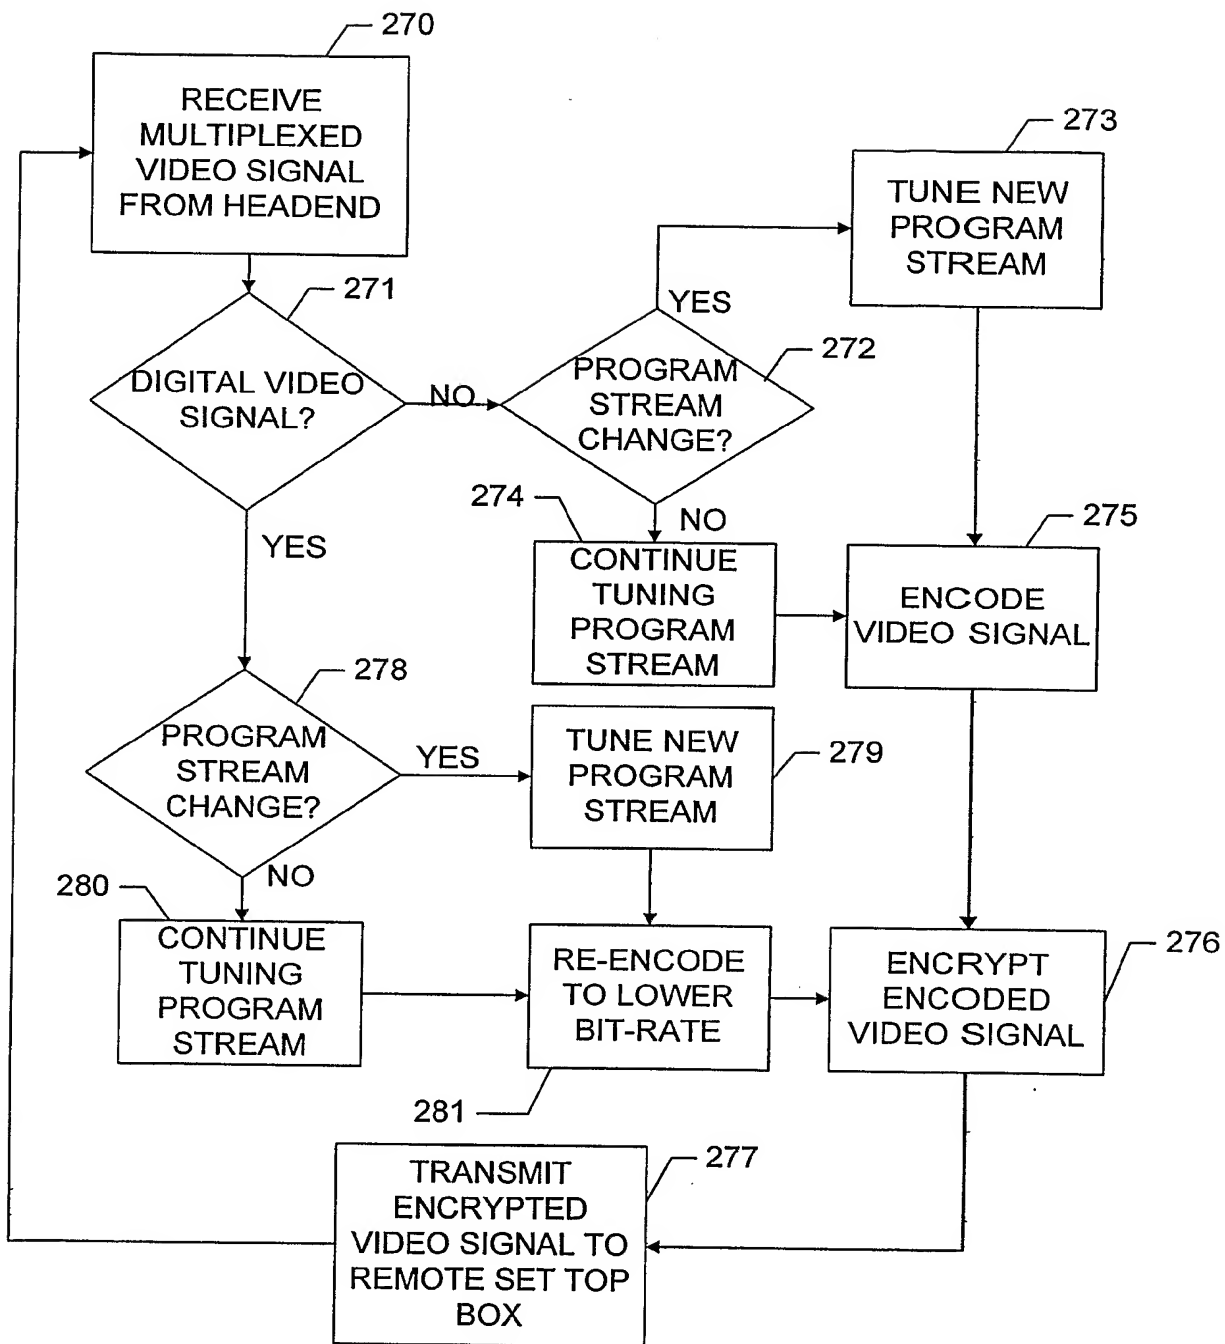 270
RECEIVE
MULTIPLEXED
VIDEO SIGNAL
FROM HEADEND
273
TUNE NEW
PROGRAM
STREAM
271
DIGITAL VIDEO
SIGNAL?
NO
YES
272
PROGRAM
STREAM
CHANGE?
YES
NO
274
CONTINUE
TUNING
PROGRAM
STREAM
275
ENCODE
VIDEO SIGNAL
278
PROGRAM
STREAM
CHANGE?
YES
NO
279
TUNE NEW
PROGRAM
STREAM
280
CONTINUE
TUNING
PROGRAM
STREAM
RE-ENCODE
TO LOWER
BIT-RATE
281
276
ENCRYPT
ENCODED
VIDEO SIGNAL
277
TRANSMIT
ENCRYPTED
VIDEO SIGNAL TO
REMOTE SET TOP
BOX